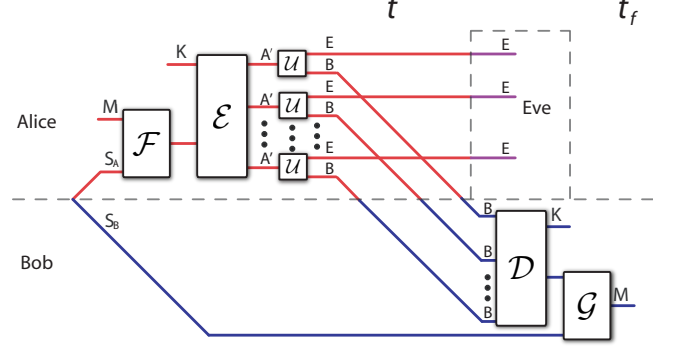 t t_f
K A' U E
B
E
M A' U B Eve
Alice F E E
S_A A' U E
B
S_B B K
Bob B D
G M
B